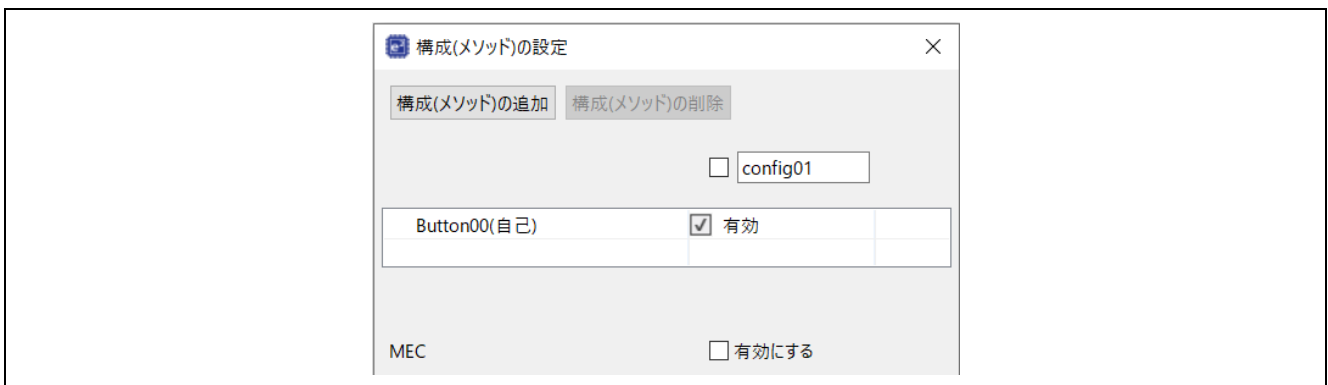 構成(メソッド)の設定
構成(メソッド)の追加 構成(メソッド)の削除
config01
Button00(自己) 有効
MEC 有効にする